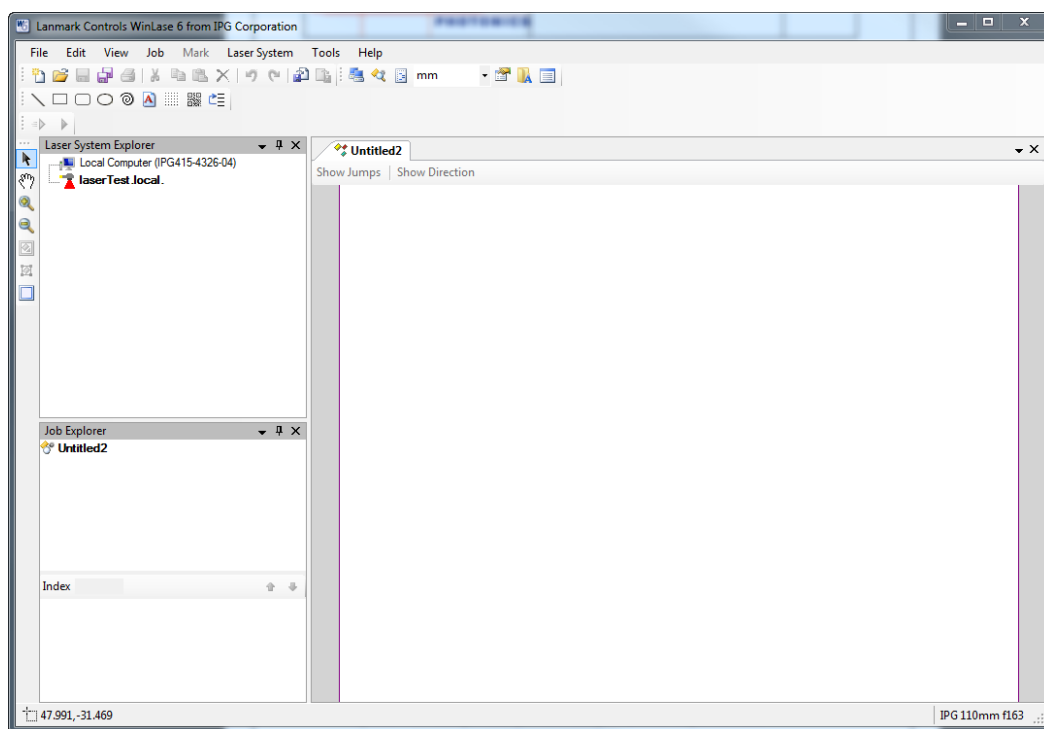 PHOTONICS
Lanmark Controls WinLase 6 from IPG Corporation
File Edit View Job Mark Laser System Tools Help
mm
Laser System Explorer
Local Computer (IPG415-4326-04)
laserTest.local.
Untitled2
Show Jumps Show Direction
Job Explorer
Untitled2
Index
47.991,-31.469
IPG 110mm f163